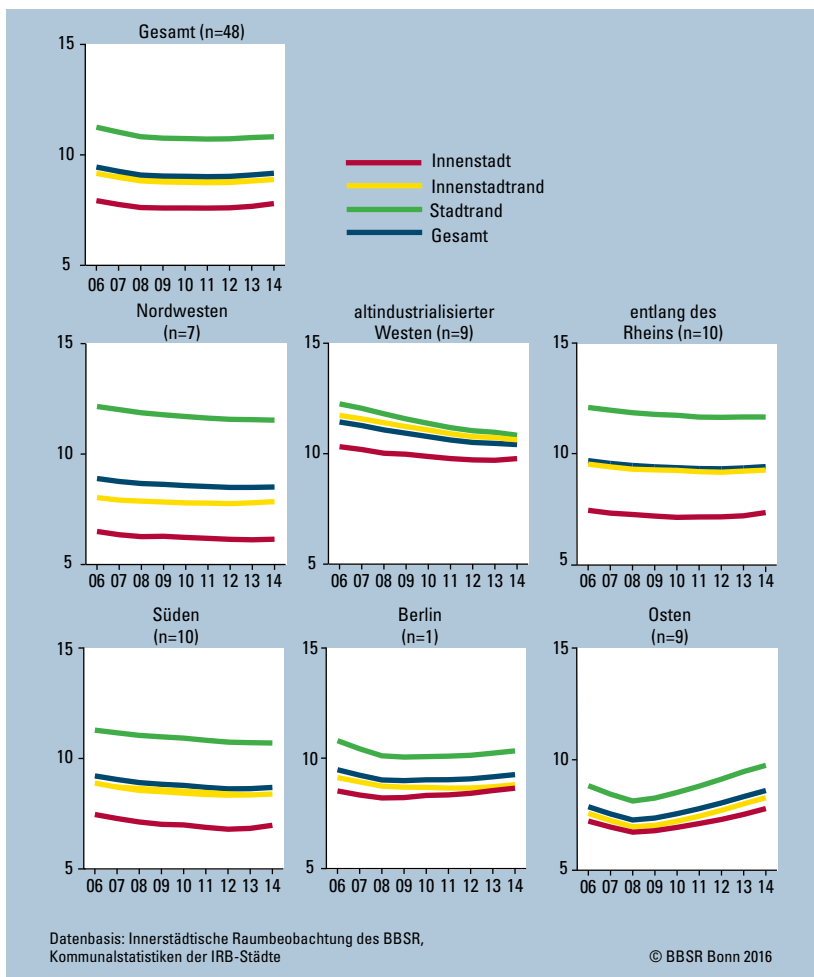 Gesamt (n=48)
15
10
5
06 07 08 09 10 11 12 13 14
Innenstadt
Innenstadtrand
Stadtrand
Gesamt
Nordwesten
(n=7)
15
10
5
06 07 08 09 10 11 12 13 14
altindustrialisierter
Westen (n=9)
15
10
5
06 07 08 09 10 11 12 13 14
entlang des
Rheins (n=10)
15
10
5
06 07 08 09 10 11 12 13 14
Süden
(n=10)
15
10
5
06 07 08 09 10 11 12 13 14
Berlin
(n=1)
15
10
5
06 07 08 09 10 11 12 13 14
Osten
(n=9)
15
10
5
06 07 08 09 10 11 12 13 14
Datenbasis: Innerstädtische Raumbeobachtung des BBSR,
Kommunalstatistiken der IRB-Städte
© BBSR Bonn 2016